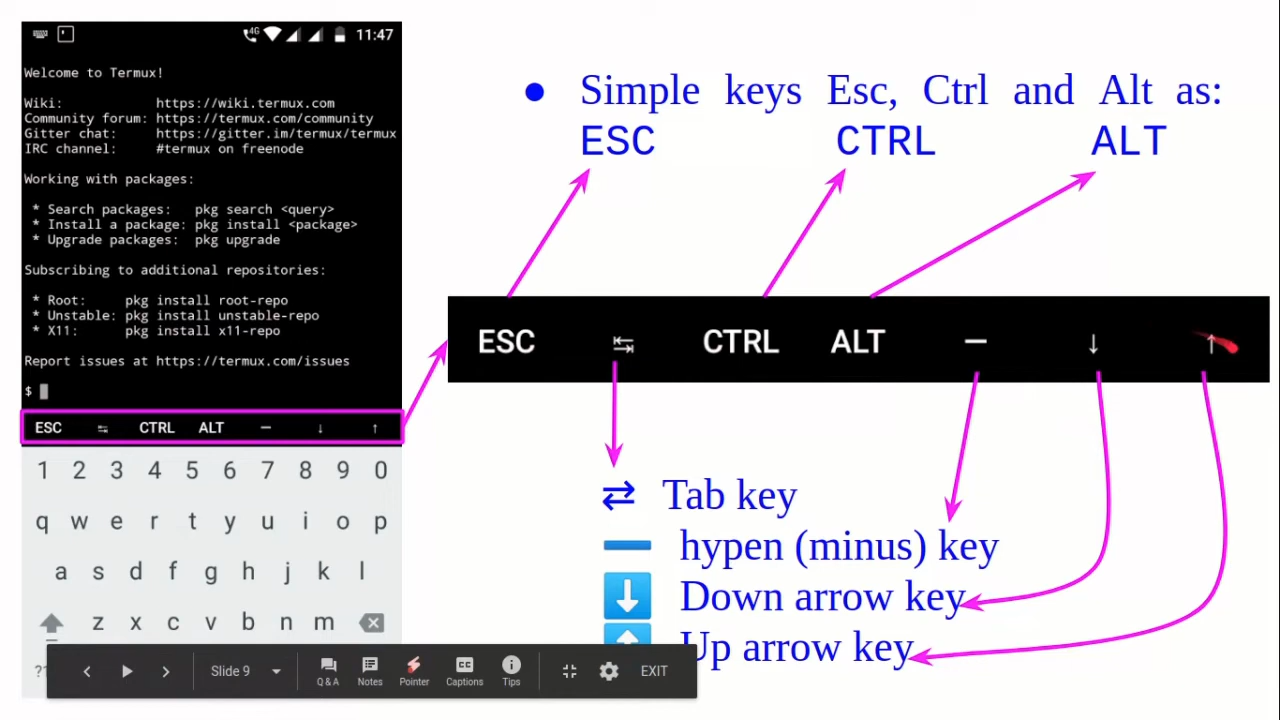 4G 11:47
Welcome to Termux!
Wiki: https://wiki.termux.com
Community forum: https://termux.com/community
Gitter chat: https://gitter.im/termux/termux
IRC channel: #termux on freenode
Working with packages:
* Search packages: pkg search <query>
* Install a package: pkg install <package>
* Upgrade packages: pkg upgrade
Subscribing to additional repositories:
* Root: pkg install root-repo
* Unstable: pkg install unstable-repo
* X11: pkg install x11-repo
Report issues at https://termux.com/issues
$
ESC ↹ CTRL ALT — ↓ ↑
1 2 3 4 5 6 7 8 9 0
q w e r t y u i o p
a s d f g h j k l
z x c v b n m
?1
● Simple keys Esc, Ctrl and Alt as:
ESC CTRL ALT
ESC ↹ CTRL ALT — ↓ ↑
⇄ Tab key
— hypen (minus) key
↓ Down arrow key
Up arrow key
Slide 9 Q & A Notes Pointer CC Captions Tips EXIT